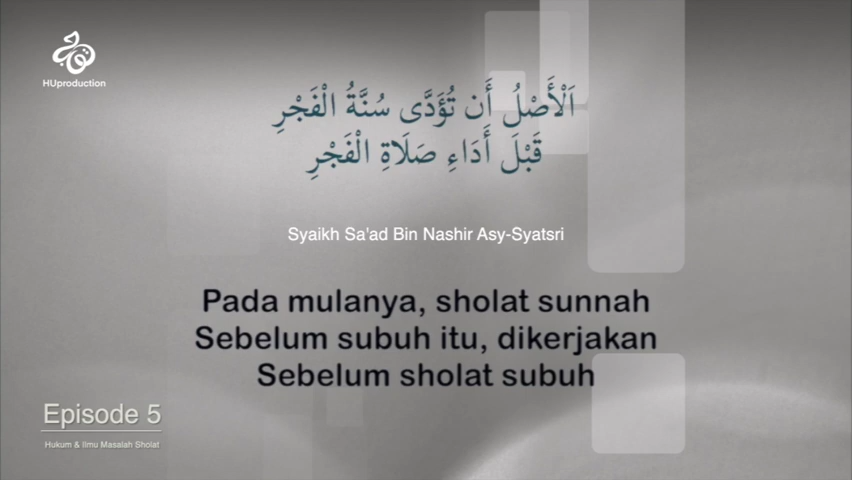 HUproduction
اَلْأَصْلُ أَن تُؤَدَّى سُنَّةُ الْفَجْرِ
قَبْلَ أَدَاءِ صَلَاةِ الْفَجْرِ
Syaikh Sa'ad Bin Nashir Asy-Syatsri
Pada mulanya, sholat sunnah
Sebelum subuh itu, dikerjakan
Sebelum sholat subuh
Episode 5
Hukum & Ilmu Masalah Sholat